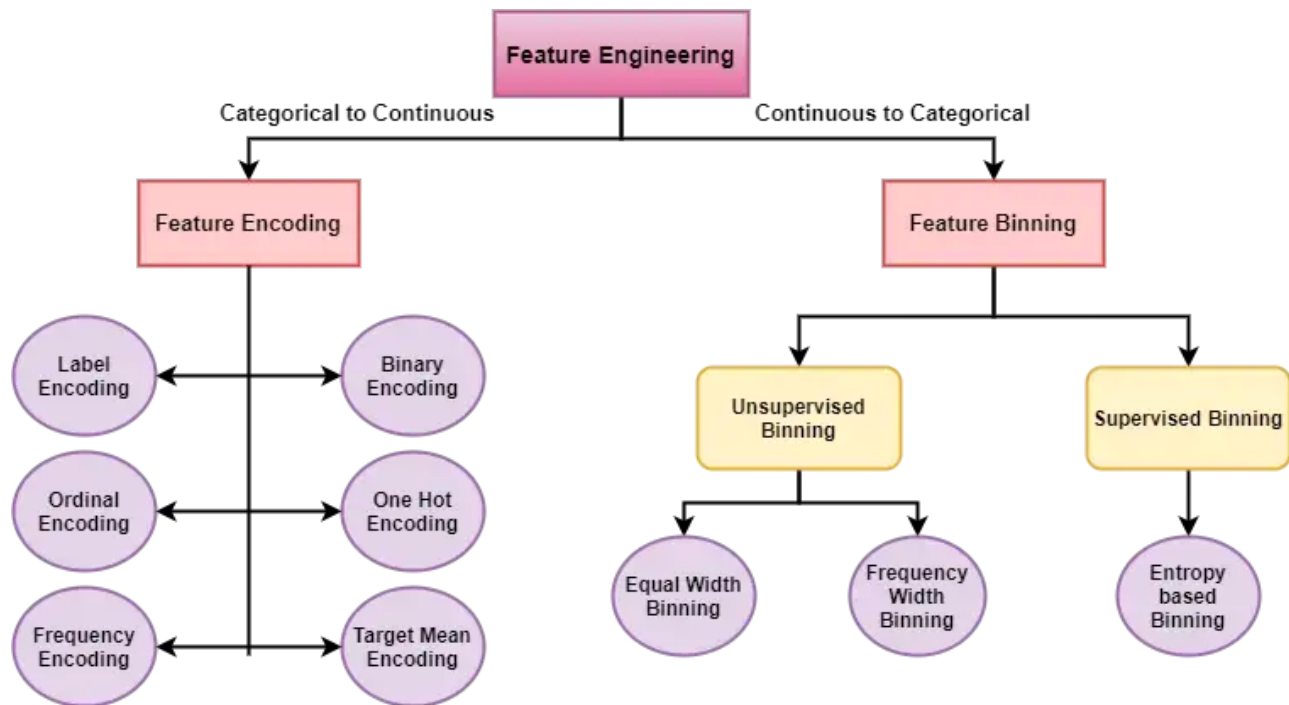 Feature Engineering
Categorical to Continuous
Continuous to Categorical
Feature Encoding
Feature Binning
Label
Encoding
Binary
Encoding
Ordinal
Encoding
One Hot
Encoding
Frequency
Encoding
Target Mean
Encoding
Unsupervised
Binning
Supervised Binning
Equal Width
Binning
Frequency
Width
Binning
Entropy
based
Binning